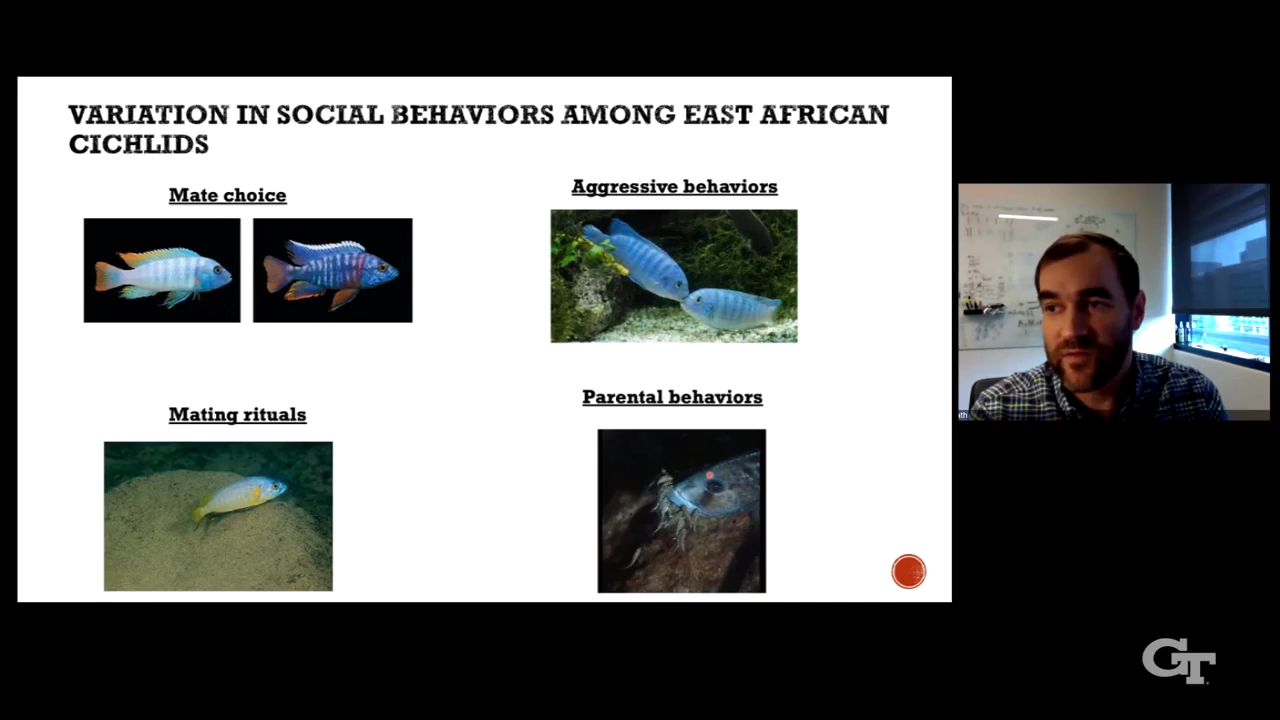 VARIATION IN SOCIAL BEHAVIORS AMONG EAST AFRICAN
CICHLIDS
Mate choice
Aggressive behaviors
Mating rituals
Parental behaviors
GT